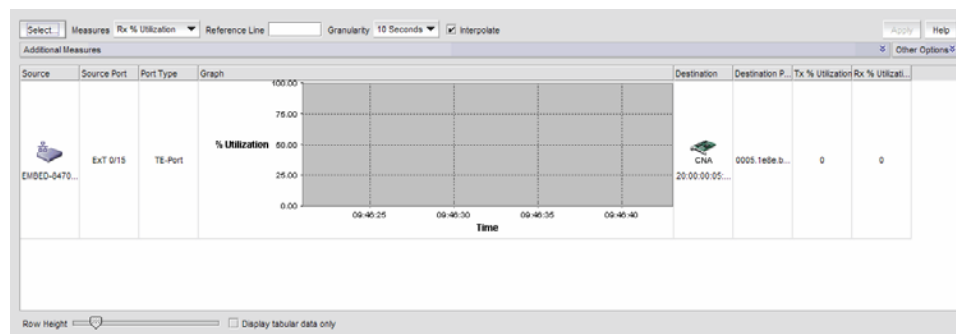 Select... Measures Rx % Utilization Reference Line Granularity 10 Seconds Interpolate Apply Help
Additional Measures Other Options
Source Source Port Port Type Graph Destination Destination P... Tx % Utilization Rx % Utilizati...
100.00
75.00
% Utilization 50.00
25.00
0.00
EMBED-8470... ExT 0/15 TE-Port CNA 20:00:00:05:... 0005.1e8e.b... 0 0
09:46:25 09:46:30 09:46:35 09:46:40
Time
Row Height Display tabular data only